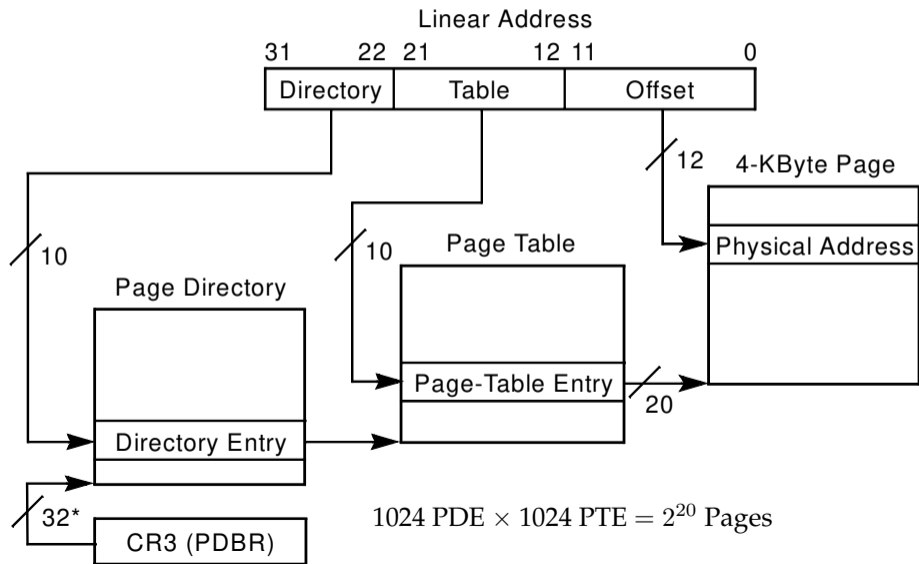 Linear Address
31 22 21 12 11 0
Directory Table Offset
12
4-KByte Page
Physical Address
10
10
Page Table
Page Directory
Page-Table Entry
20
Directory Entry
32*
CR3 (PDBR)
1024 PDE × 1024 PTE = 2²⁰ Pages